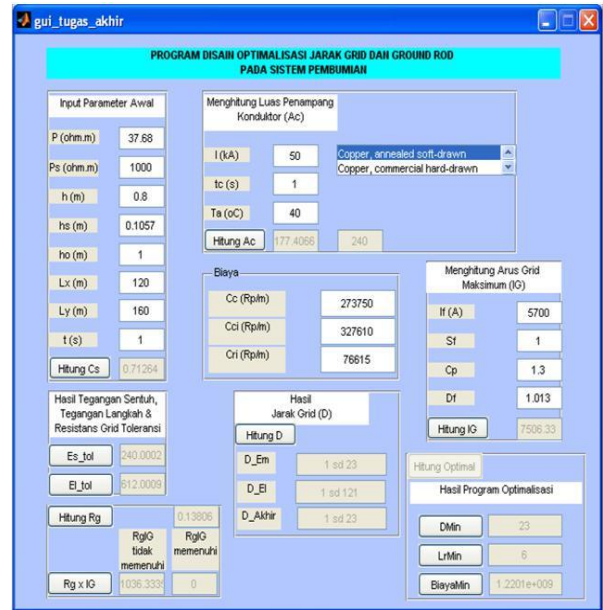 gui_tugas_akhir
PROGRAM DISAIN OPTIMALISASI JARAK GRID DAN GROUND ROD
PADA SISTEM PEMBUMIAN
Input Parameter Awal
P (ohm.m) 37.68
Ps (ohm.m) 1000
h (m) 0.8
hs (m) 0.1057
ho (m) 1
Lx (m) 120
Ly (m) 160
t (s) 1
Hitung Cs 0.71264
Menghitung Luas Penampang
Konduktor (Ac)
I (kA) 50
Copper, annealed soft-drawn
Copper, commercial hard-drawn
tc (s) 1
Ta (oC) 40
Hitung Ac 177.4066 240
Biaya
Cc (Rp/m) 273750
Cci (Rp/m) 327610
Cri (Rp/m) 76615
Menghitung Arus Grid
Maksimum (IG)
If (A) 5700
Sf 1
Cp 1.3
Df 1.013
Hitung IG 7506.33
Hasil Tegangan Sentuh,
Tegangan Langkah &
Resistans Grid Toleransi
Es_tol 240.0002
El_tol 612.0009
Hasil
Jarak Grid (D)
Hitung D
D_Em 1 sd 23
D_El 1 sd 121
D_Akhir 1 sd 23
Hitung Rg 0.13806
RgIG
tidak
memenuhi
RgIG
memenuhi
Rg x IG 1036.3335 0
Hitung Optimal
Hasil Program Optimalisasi
DMin 23
LrMin 6
BiayaMin 1.2201e+009